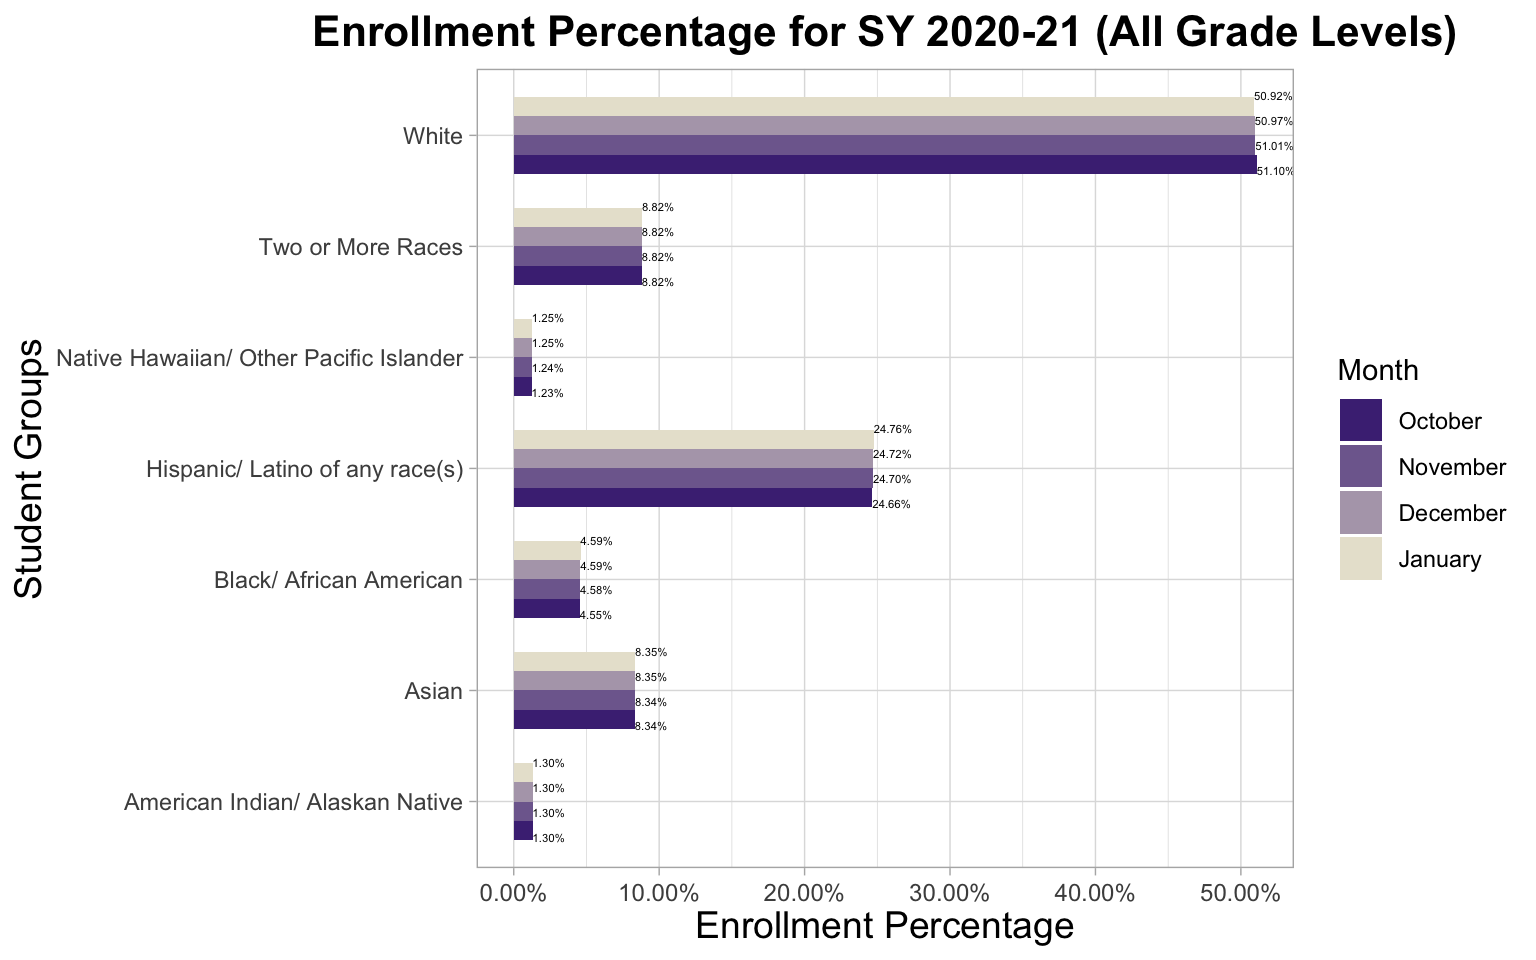 Enrollment Percentage for SY 2020-21 (All Grade Levels)
Student Groups
White
50.92%
50.97%
51.01%
51.10%
Two or More Races
8.82%
8.82%
8.82%
8.82%
Native Hawaiian/ Other Pacific Islander
1.25%
1.25%
1.24%
1.23%
Hispanic/ Latino of any race(s)
24.76%
24.72%
24.70%
24.66%
Black/ African American
4.59%
4.59%
4.58%
4.55%
Asian
8.35%
8.35%
8.34%
8.34%
American Indian/ Alaskan Native
1.30%
1.30%
1.30%
1.30%
0.00% 10.00% 20.00% 30.00% 40.00% 50.00%
Enrollment Percentage
Month
October
November
December
January